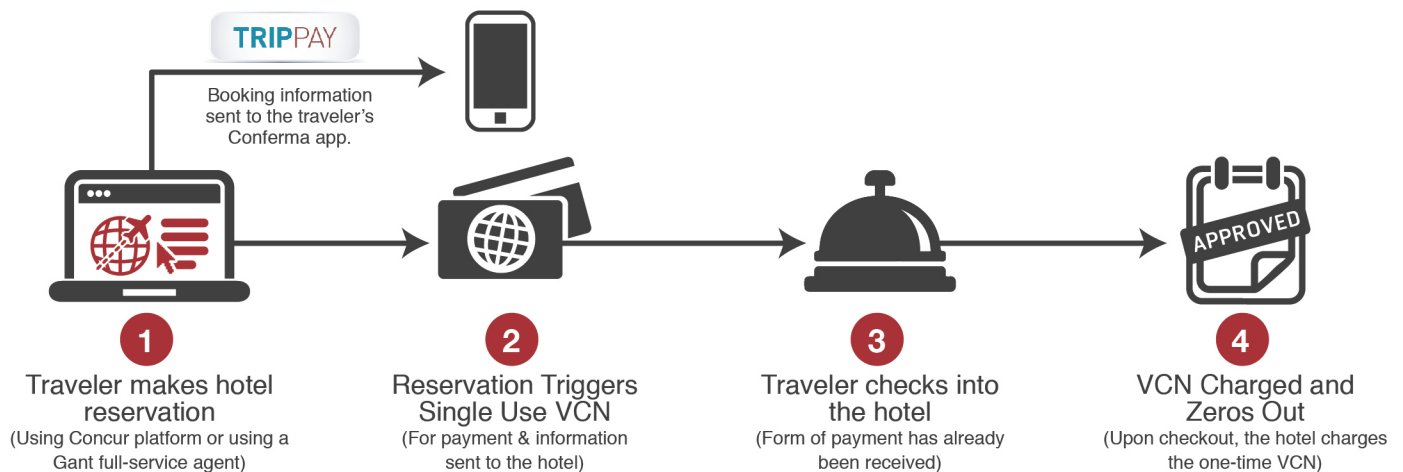 TRIPPAY
Booking information
sent to the traveler's
Conferma app.
APPROVED
1
Traveler makes hotel
reservation
(Using Concur platform or using a
Gant full-service agent)
2
Reservation Triggers
Single Use VCN
(For payment & information
sent to the hotel)
3
Traveler checks into
the hotel
(Form of payment has already
been received)
4
VCN Charged and
Zeros Out
(Upon checkout, the hotel charges
the one-time VCN)